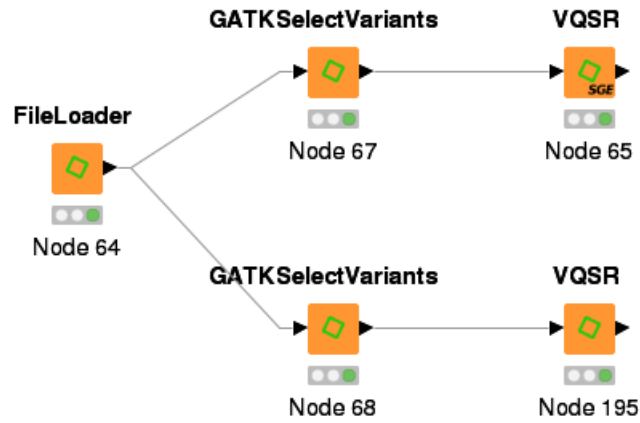 GATKSelectVariants
VQSR
SGE
FileLoader
Node 67
Node 65
Node 64
GATKSelectVariants
VQSR
Node 68
Node 195